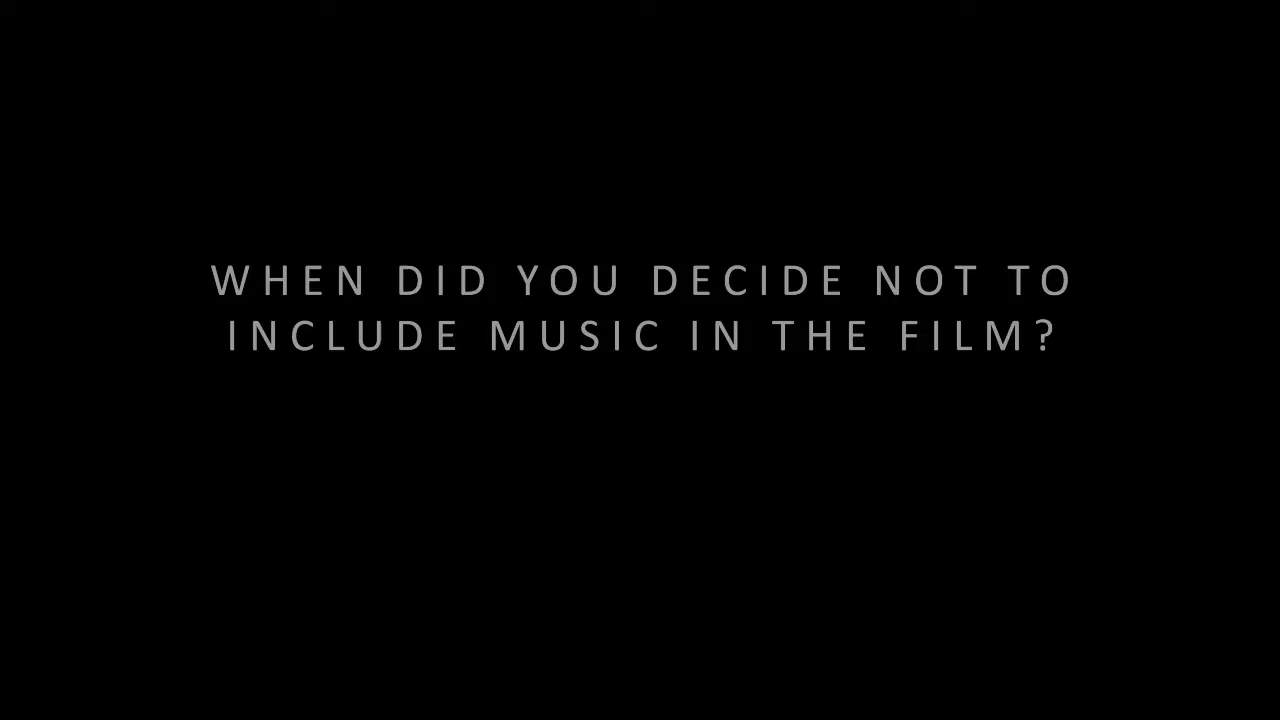 WHEN DID YOU DECIDE NOT TO
INCLUDE MUSIC IN THE FILM?